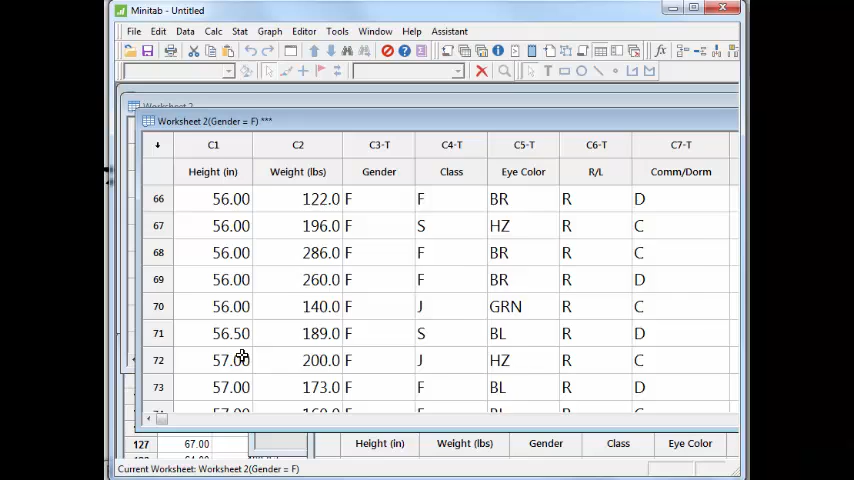 Minitab - Untitled
File Edit Data Calc Stat Graph Editor Tools Window Help Assistant
Worksheet 2
Worksheet 2(Gender = F) ***
C1 C2 C3-T C4-T C5-T C6-T C7-T
Height (in) Weight (lbs) Gender Class Eye Color R/L Comm/Dorm
66 56.00 122.0 F F BR R D
67 56.00 196.0 F S HZ R C
68 56.00 286.0 F F BR R C
69 56.00 260.0 F F BR R D
70 56.00 140.0 F J GRN R C
71 56.50 189.0 F S BL R D
72 57.00 200.0 F J HZ R C
73 57.00 173.0 F F BL R D
127 67.00 Height (in) Weight (lbs) Gender Class Eye Color
Current Worksheet: Worksheet 2(Gender = F)